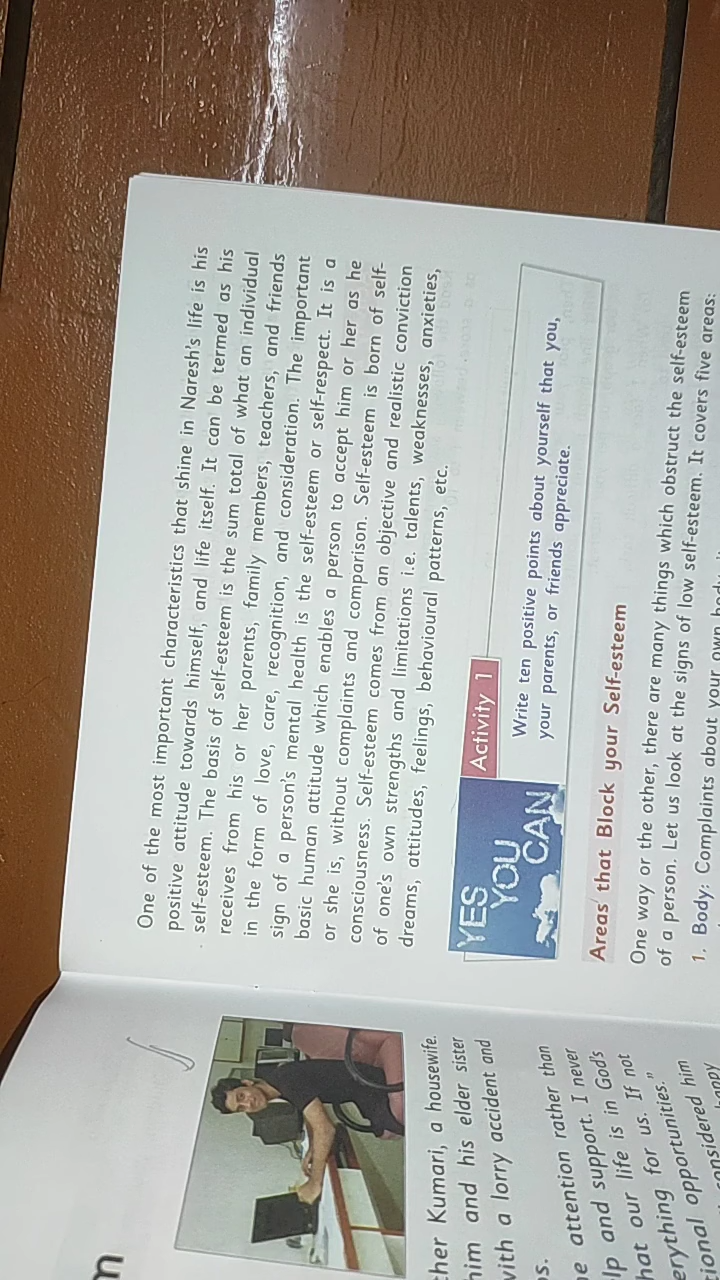 m
ther Kumari, a housewife.
him and his elder sister
with a lorry accident and
s.
e attention rather than
lp and support. I never
hat our life is in God's
erything for us. If not
ional opportunities."
considered him
happy
One of the most important characteristics that shine in Naresh's life is his
positive attitude towards himself, and life itself. It can be termed as his
self-esteem. The basis of self-esteem is the sum total of what an individual
receives from his or her parents, family members, teachers, and friends
in the form of love, care, recognition, and consideration. The important
sign of a person's mental health is the self-esteem or self-respect. It is a
basic human attitude which enables a person to accept him or her as he
or she is, without complaints and comparison. Self-esteem is born of self-
consciousness. Self-esteem comes from an objective and realistic conviction
of one's own strengths and limitations i.e. talents, weaknesses, anxieties,
dreams, attitudes, feelings, behavioural patterns, etc.
YES
YOU
CAN
Activity 1
Write ten positive points about yourself that you,
your parents, or friends appreciate.
Areas that Block your Self-esteem
One way or the other, there are many things which obstruct the self-esteem
of a person. Let us look at the signs of low self-esteem. It covers five areas:
1. Body: Complaints about your own body